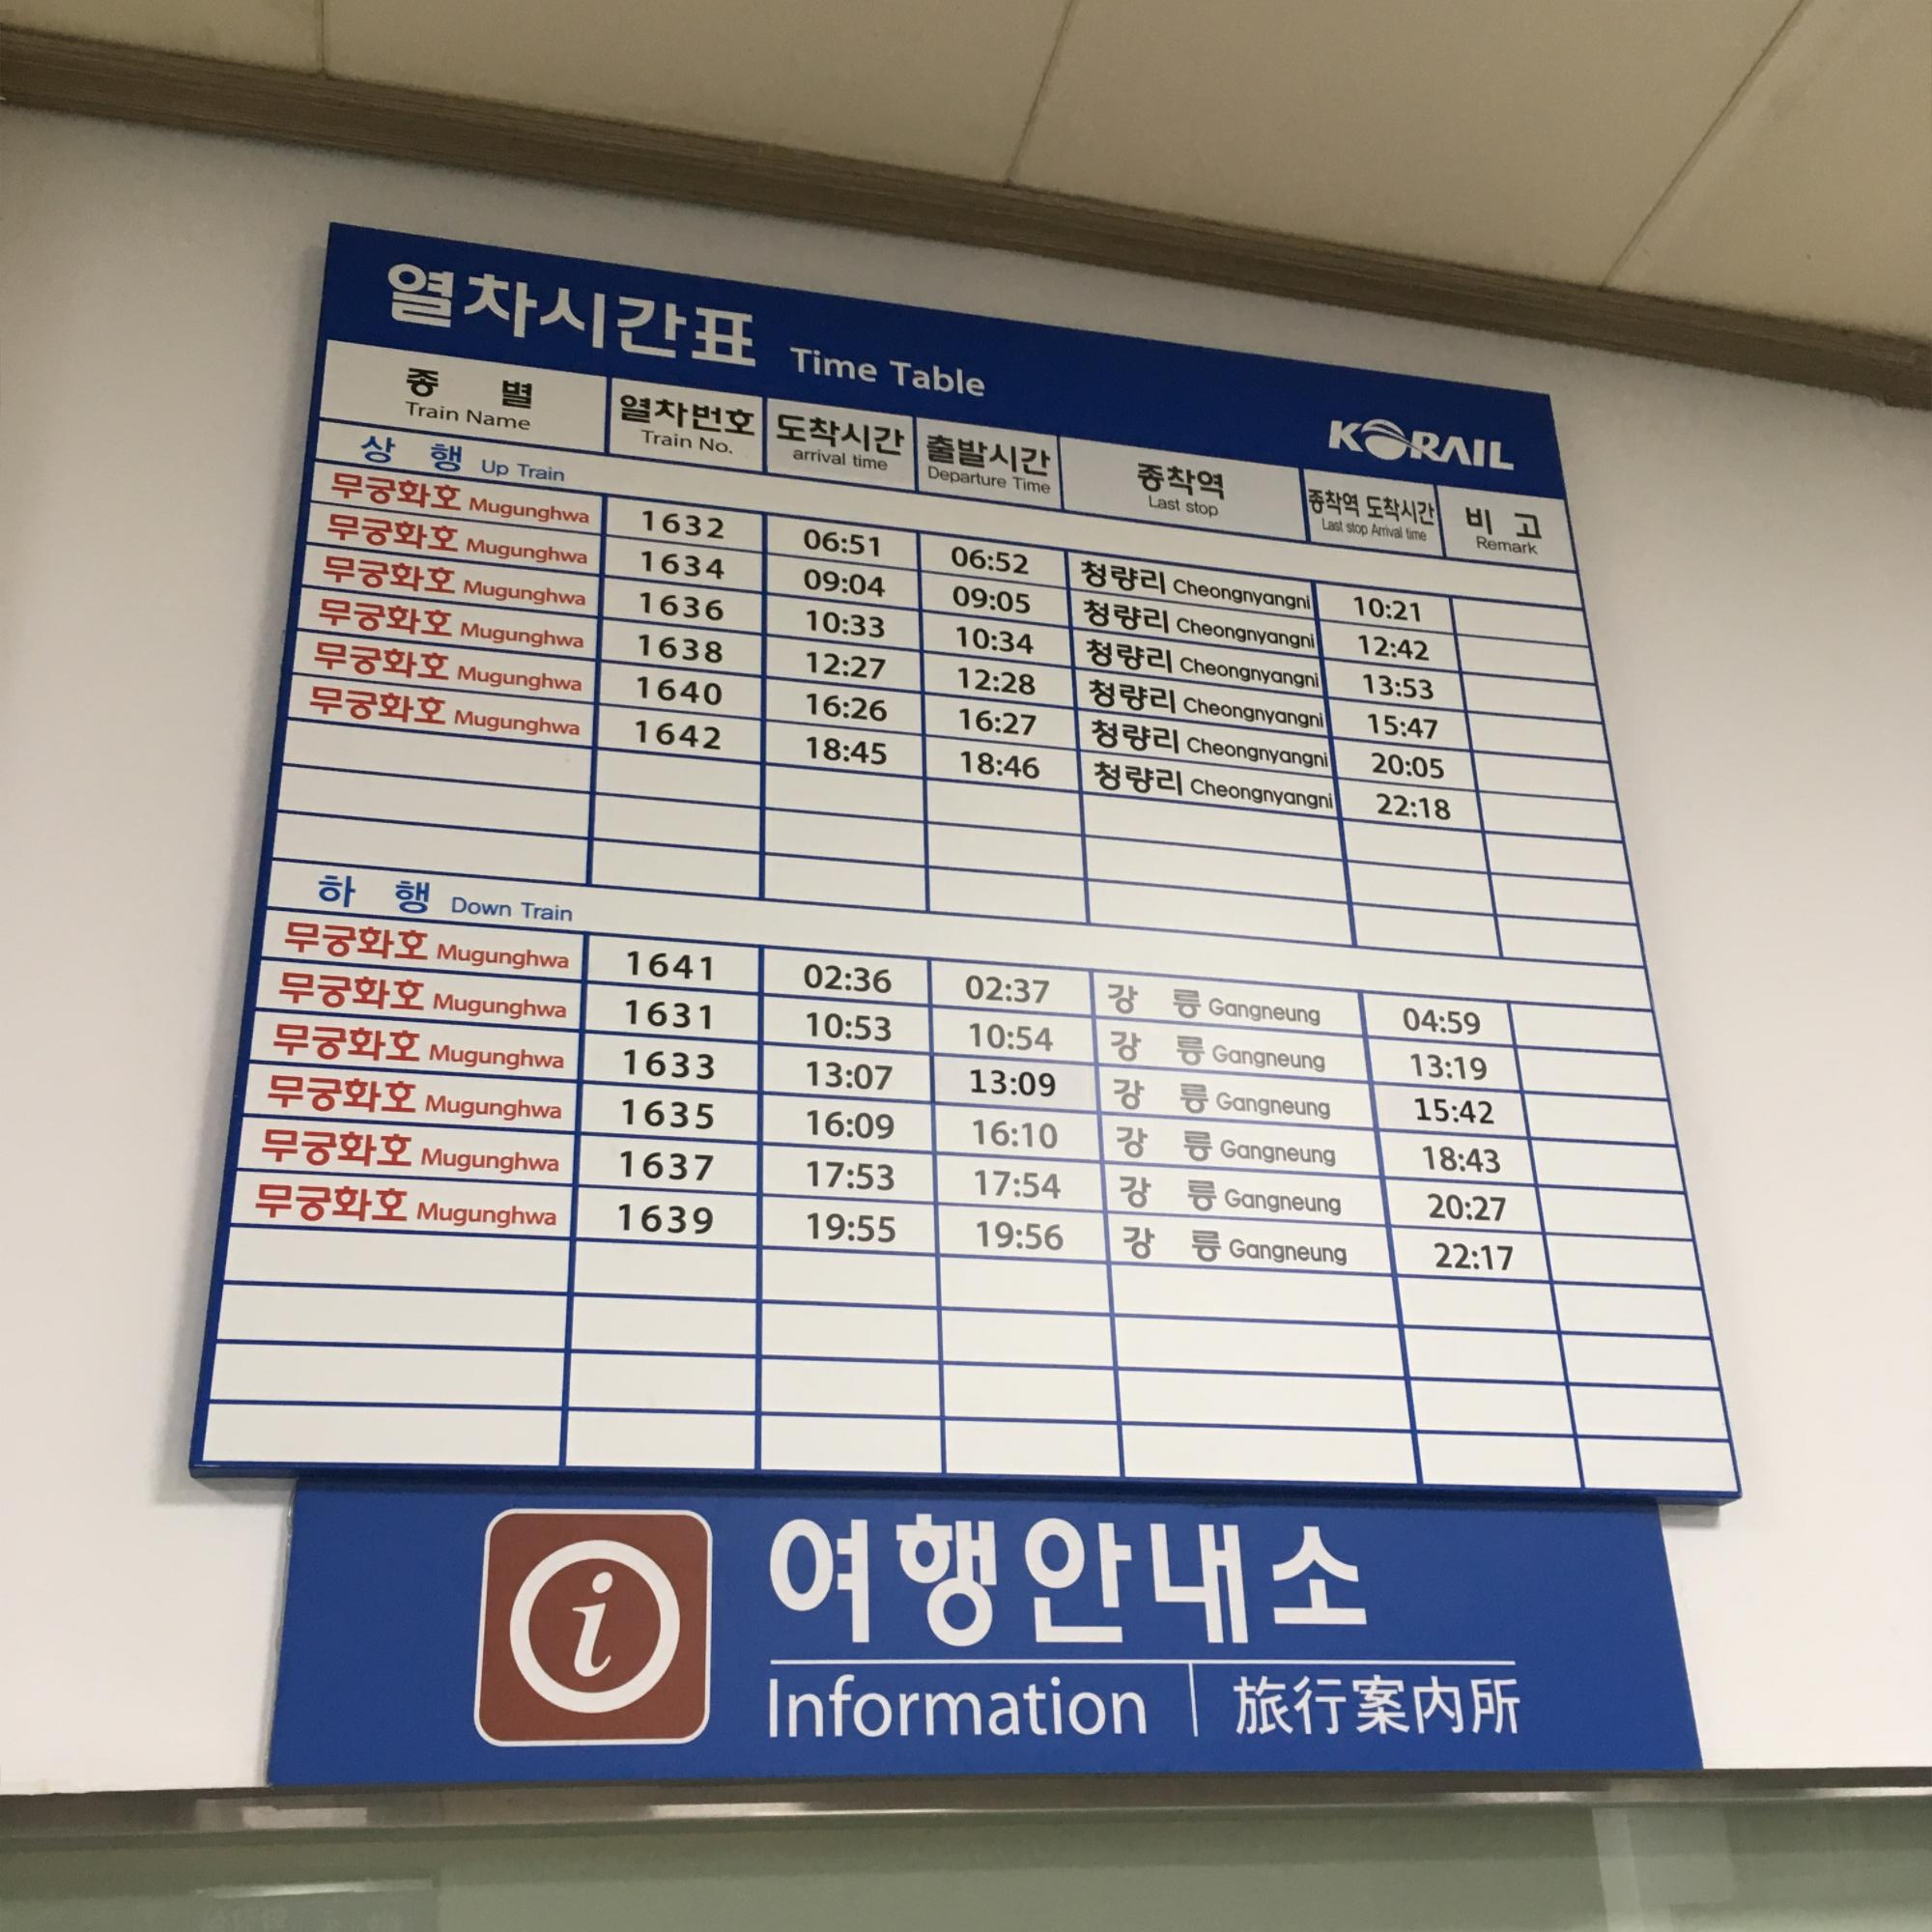 열차시간표 Time Table
KORAIL
종 별 열차번호 도착시간 출발시간 종착역 종착역 도착시간 비 고
Train Name Train No. arrival time Departure Time Last stop Last stop Arrival time Remark
상 행 Up Train
무궁화호 Mugunghwa 1632 06:51 06:52 청량리 Cheongnyangni 10:21
무궁화호 Mugunghwa 1634 09:04 09:05 청량리 Cheongnyangni 12:42
무궁화호 Mugunghwa 1636 10:33 10:34 청량리 Cheongnyangni 13:53
무궁화호 Mugunghwa 1638 12:27 12:28 청량리 Cheongnyangni 15:47
무궁화호 Mugunghwa 1640 16:26 16:27 청량리 Cheongnyangni 20:05
무궁화호 Mugunghwa 1642 18:45 18:46 청량리 Cheongnyangni 22:18
하 행 Down Train
무궁화호 Mugunghwa 1641 02:36 02:37 강 릉 Gangneung 04:59
무궁화호 Mugunghwa 1631 10:53 10:54 강 릉 Gangneung 13:19
무궁화호 Mugunghwa 1633 13:07 13:09 강 릉 Gangneung 15:42
무궁화호 Mugunghwa 1635 16:09 16:10 강 릉 Gangneung 18:43
무궁화호 Mugunghwa 1637 17:53 17:54 강 릉 Gangneung 20:27
무궁화호 Mugunghwa 1639 19:55 19:56 강 릉 Gangneung 22:17
i 여행안내소
Information 旅行案内所